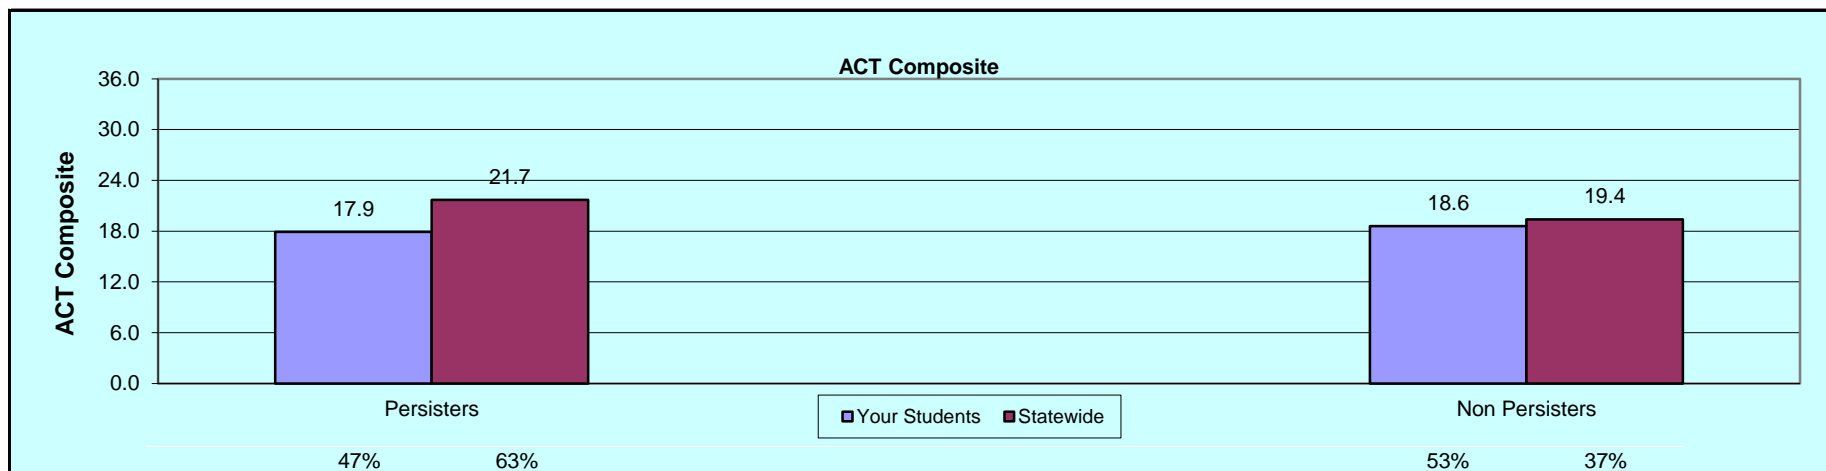 ACT Composite
ACT Composite
36.0
30.0
24.0
18.0
12.0
6.0
0.0
17.9
21.7
18.6
19.4
Persisters
Non Persisters
Your Students
Statewide
47% 63% 53% 37%